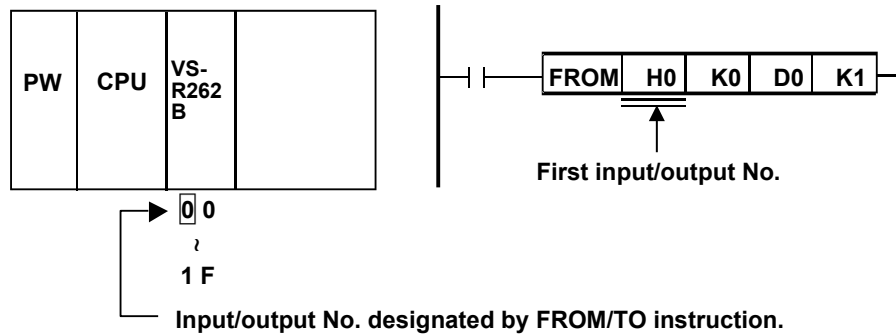 PW
CPU
VS-
R262
B
FROM H0 K0 D0 K1
First input/output No.
0 0
~
1 F
Input/output No. designated by FROM/TO instruction.